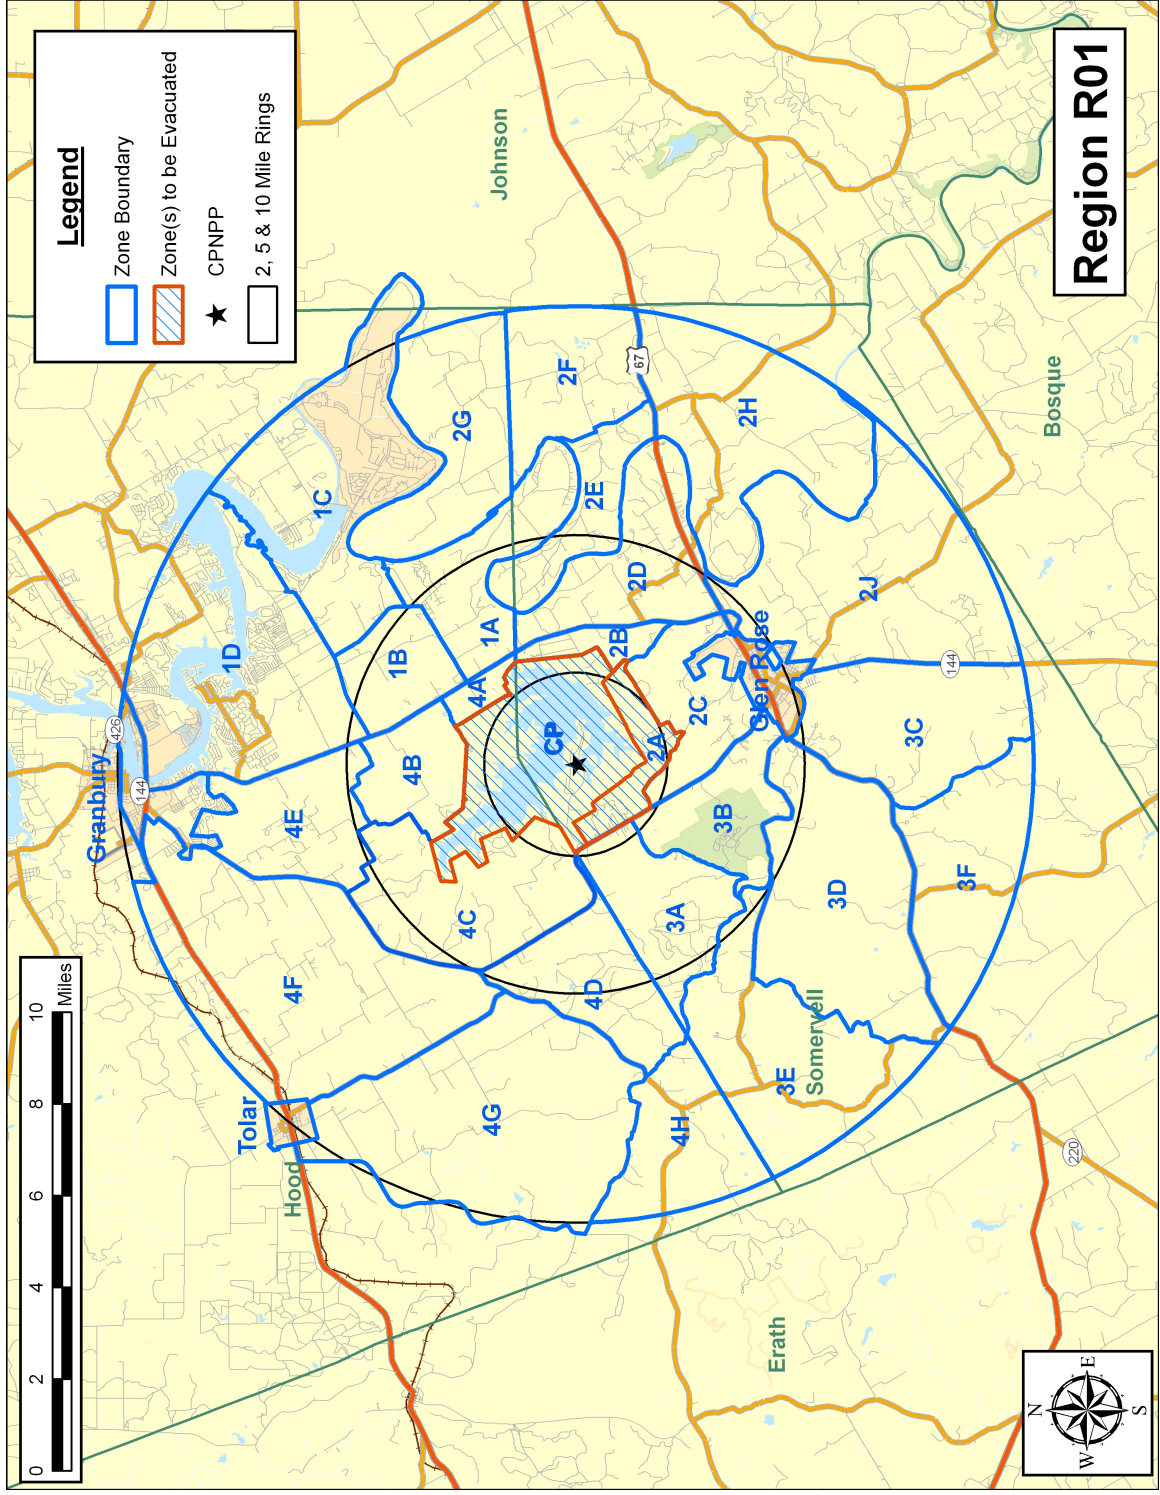 Legend
Zone Boundary
Zone(s) to be Evacuated
CPNPP
2, 5 & 10 Mile Rings
Region R01
0 2 4 6 8 10
Miles
Granbury
426
144
Tolar
Hood
Johnson
1D
1C
4E
4F
2G
2F
67
1B
1A
4A
4B
4C
CP
2E
2D
2B
2A
2C
2H
4G
4D
3A
3B
Glen Rose
2J
4H
3E
Somervell
3D
3C
144
3F
220
Bosque
Erath
N
W
E
S